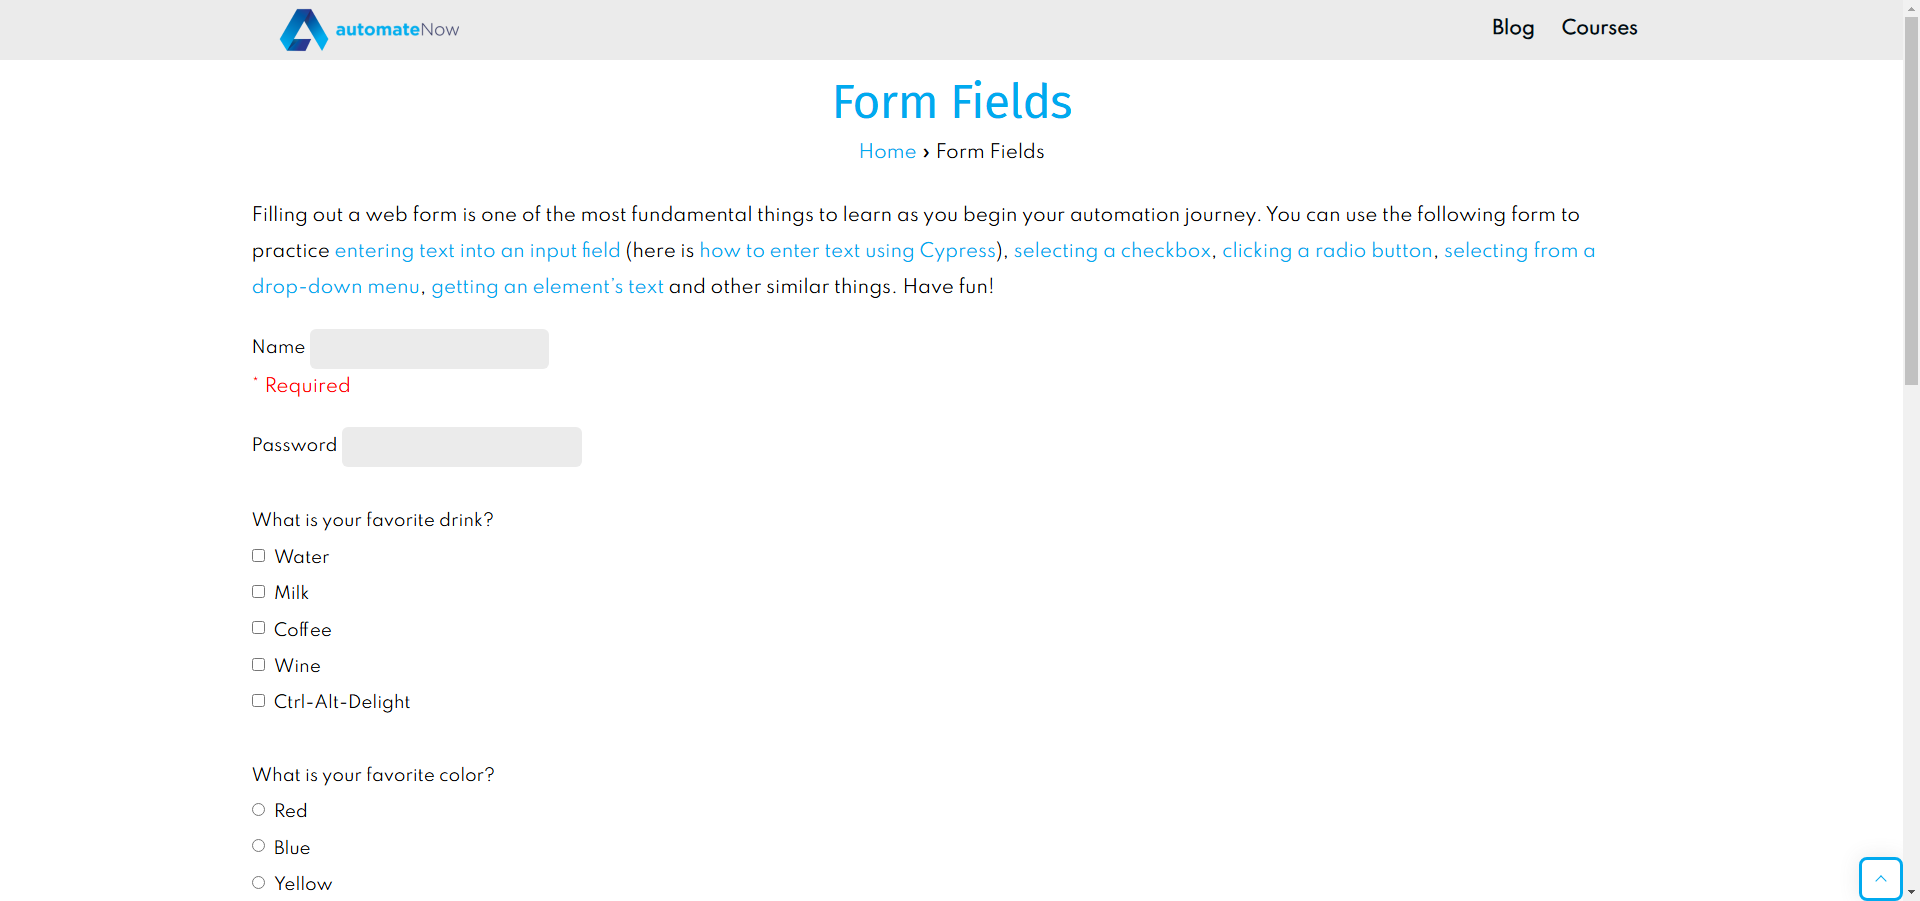 automateNow
Blog
Courses
Form Fields
Home › Form Fields
Filling out a web form is one of the most fundamental things to learn as you begin your automation journey. You can use the following form to
practice entering text into an input field (here is how to enter text using Cypress), selecting a checkbox, clicking a radio button, selecting from a
drop-down menu, getting an element’s text and other similar things. Have fun!
Name
* Required
Password
What is your favorite drink?
Water
Milk
Coffee
Wine
Ctrl-Alt-Delight
What is your favorite color?
Red
Blue
Yellow